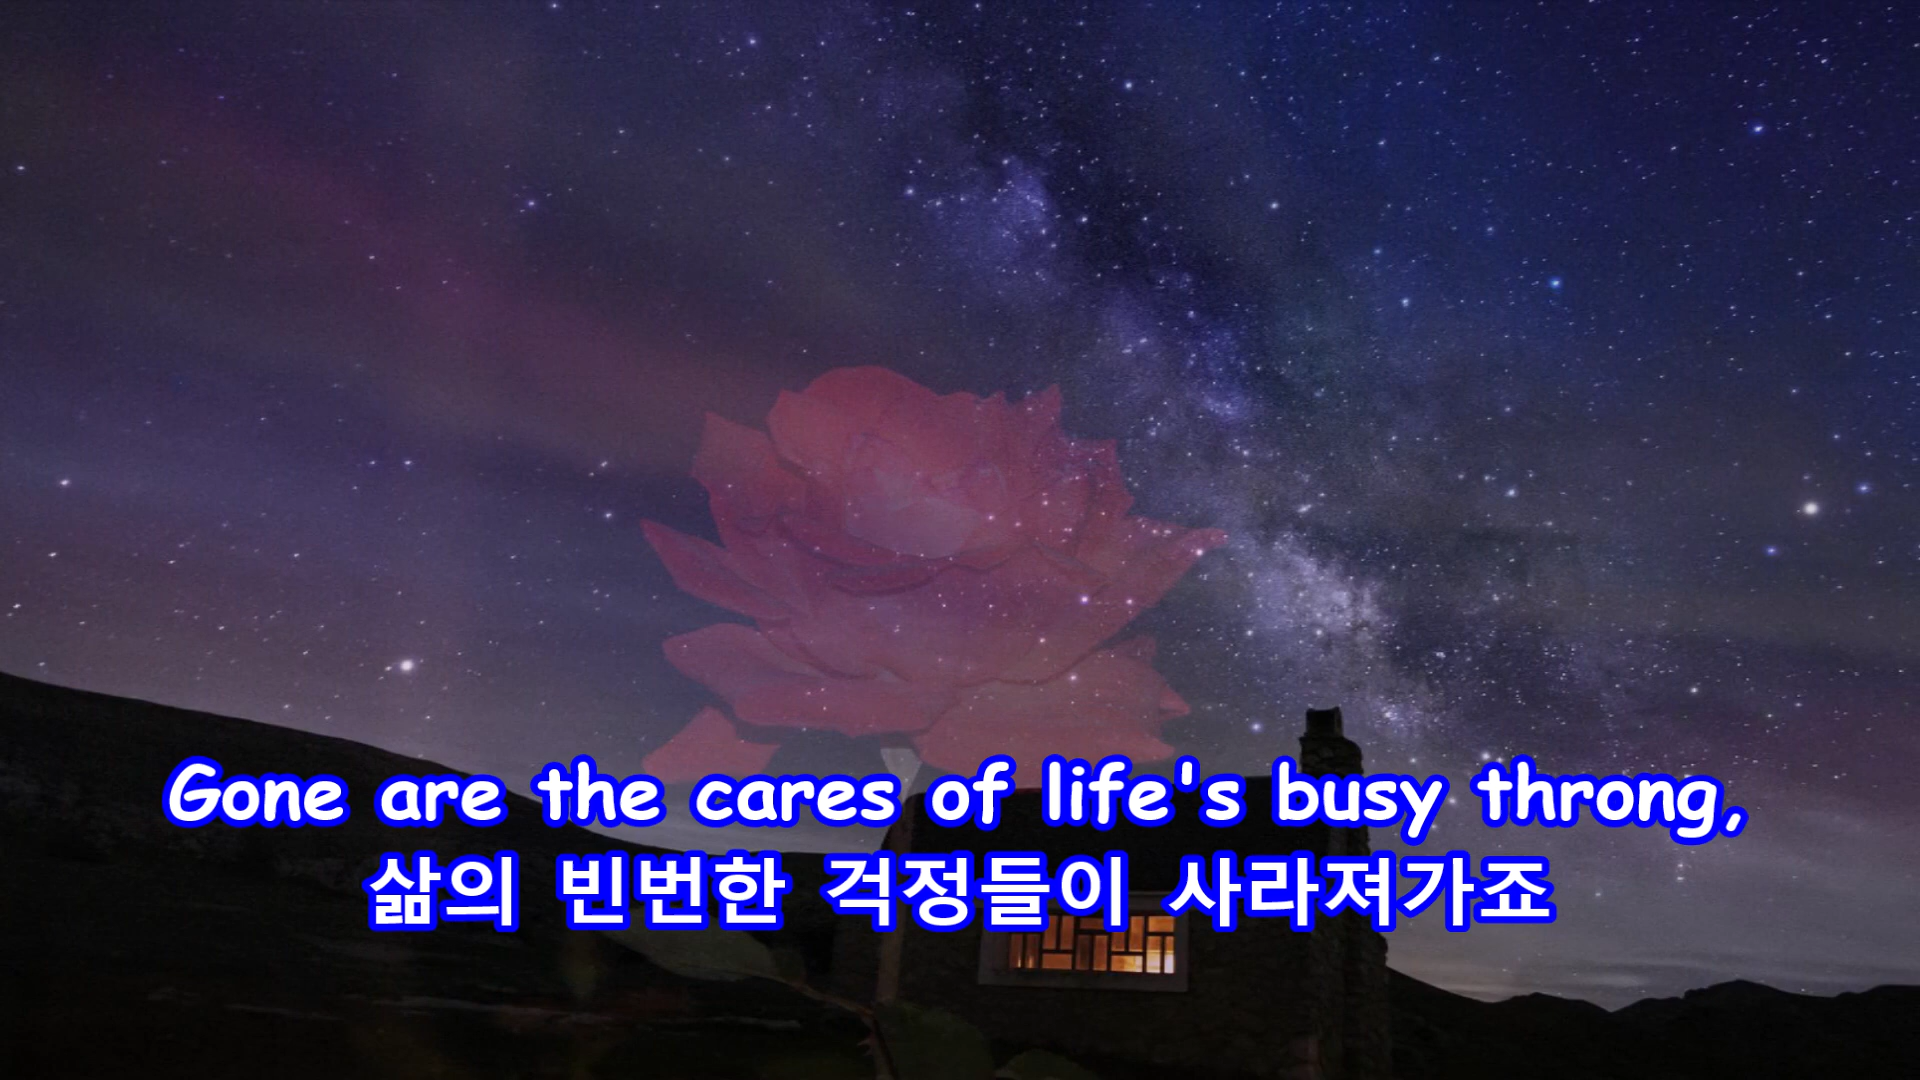 Gone are the cares of life's busy throng,
삶의 빈번한 걱정들이 사라져가죠